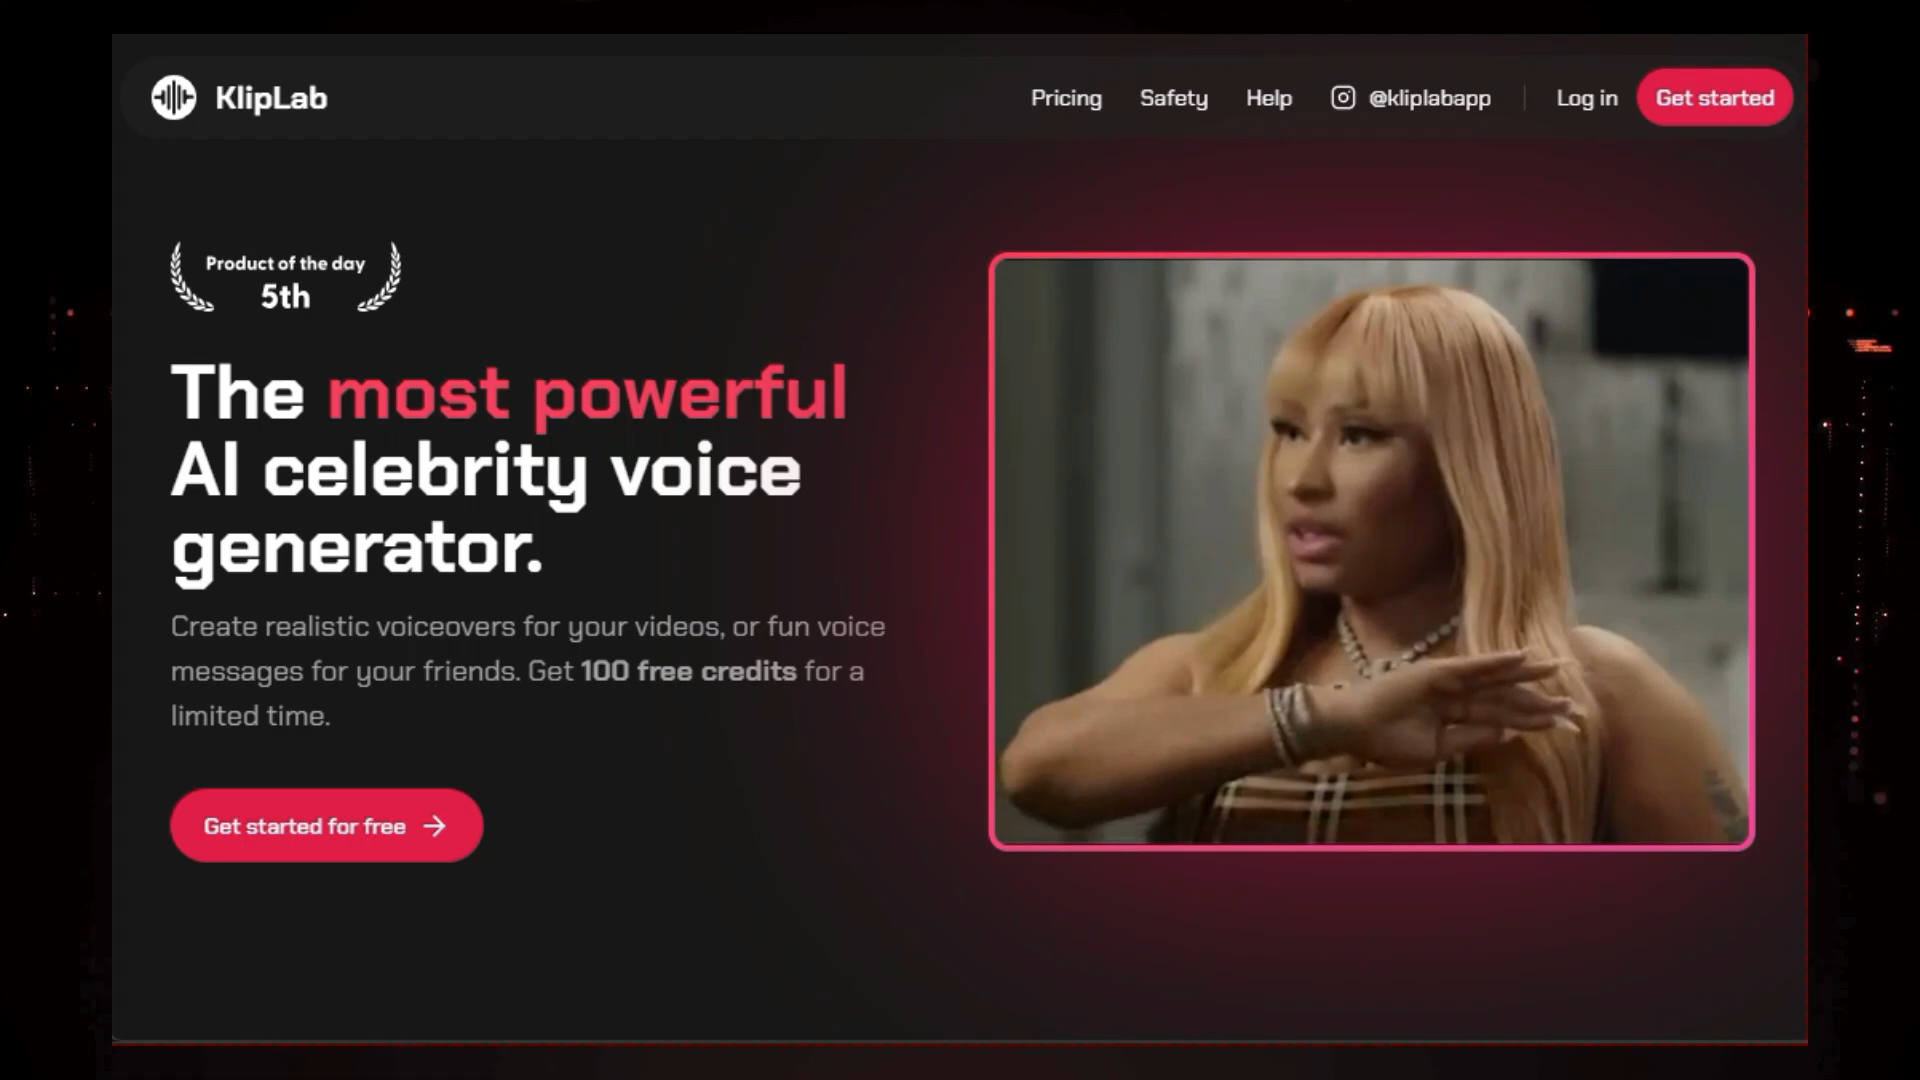 KlipLab
Pricing
Safety
Help
@kliplabapp
Log in
Get started
Product of the day
5th
The most powerful
AI celebrity voice
generator.
Create realistic voiceovers for your videos, or fun voice
messages for your friends. Get 100 free credits for a
limited time.
Get started for free →